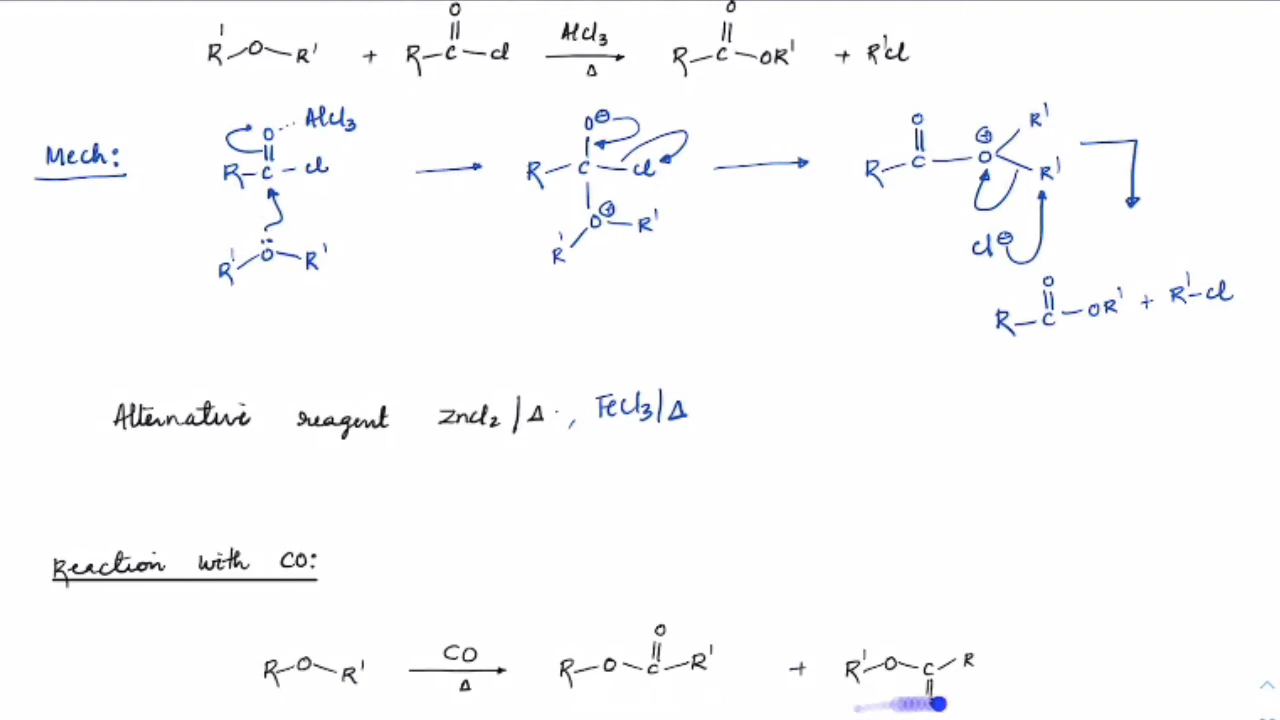 R'-O-R' + R-C(=O)-Cl AlCl3 / Δ → R-C(=O)-OR' + R'Cl
Mech: R-C(=O···AlCl3)-Cl → R-C(O⊖)(Cl)-O⊕(R')-R' → R-C(=O)-O⊕(R')-R'
R'-Ö-R' Cl⊖
R-C(=O)-OR' + R'-Cl
Alternative reagent ZnCl2 / Δ , FeCl3 / Δ
Reaction with CO:
R-O-R' CO / Δ → R-O-C(=O)-R' + R'-O-C-R